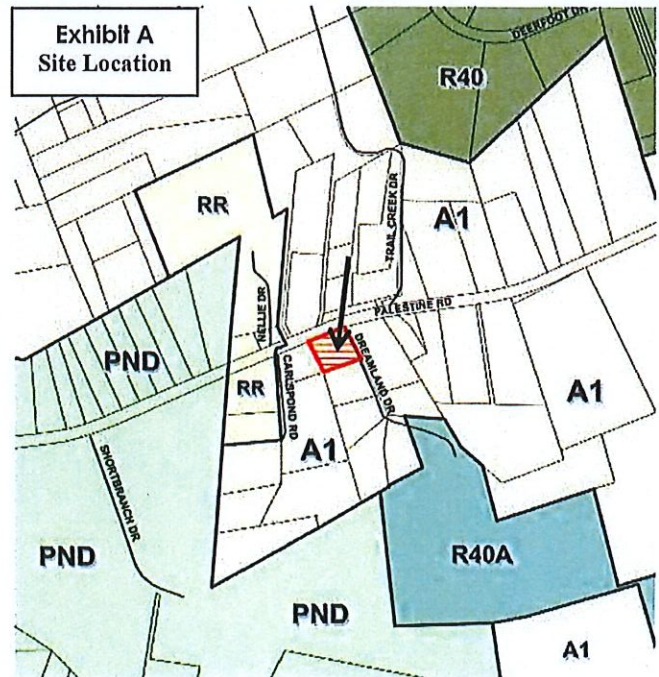 Exhibit A
Site Location
DEERFOOT DR
R40
RR
TRAIL CREEK DR
A1
NELLIE DR
PALESTINE RD
PND
CARLSPOND RD
DREAMLAND DR
RR
A1
A1
SHORTBRANCH DR
PND
R40A
PND
A1